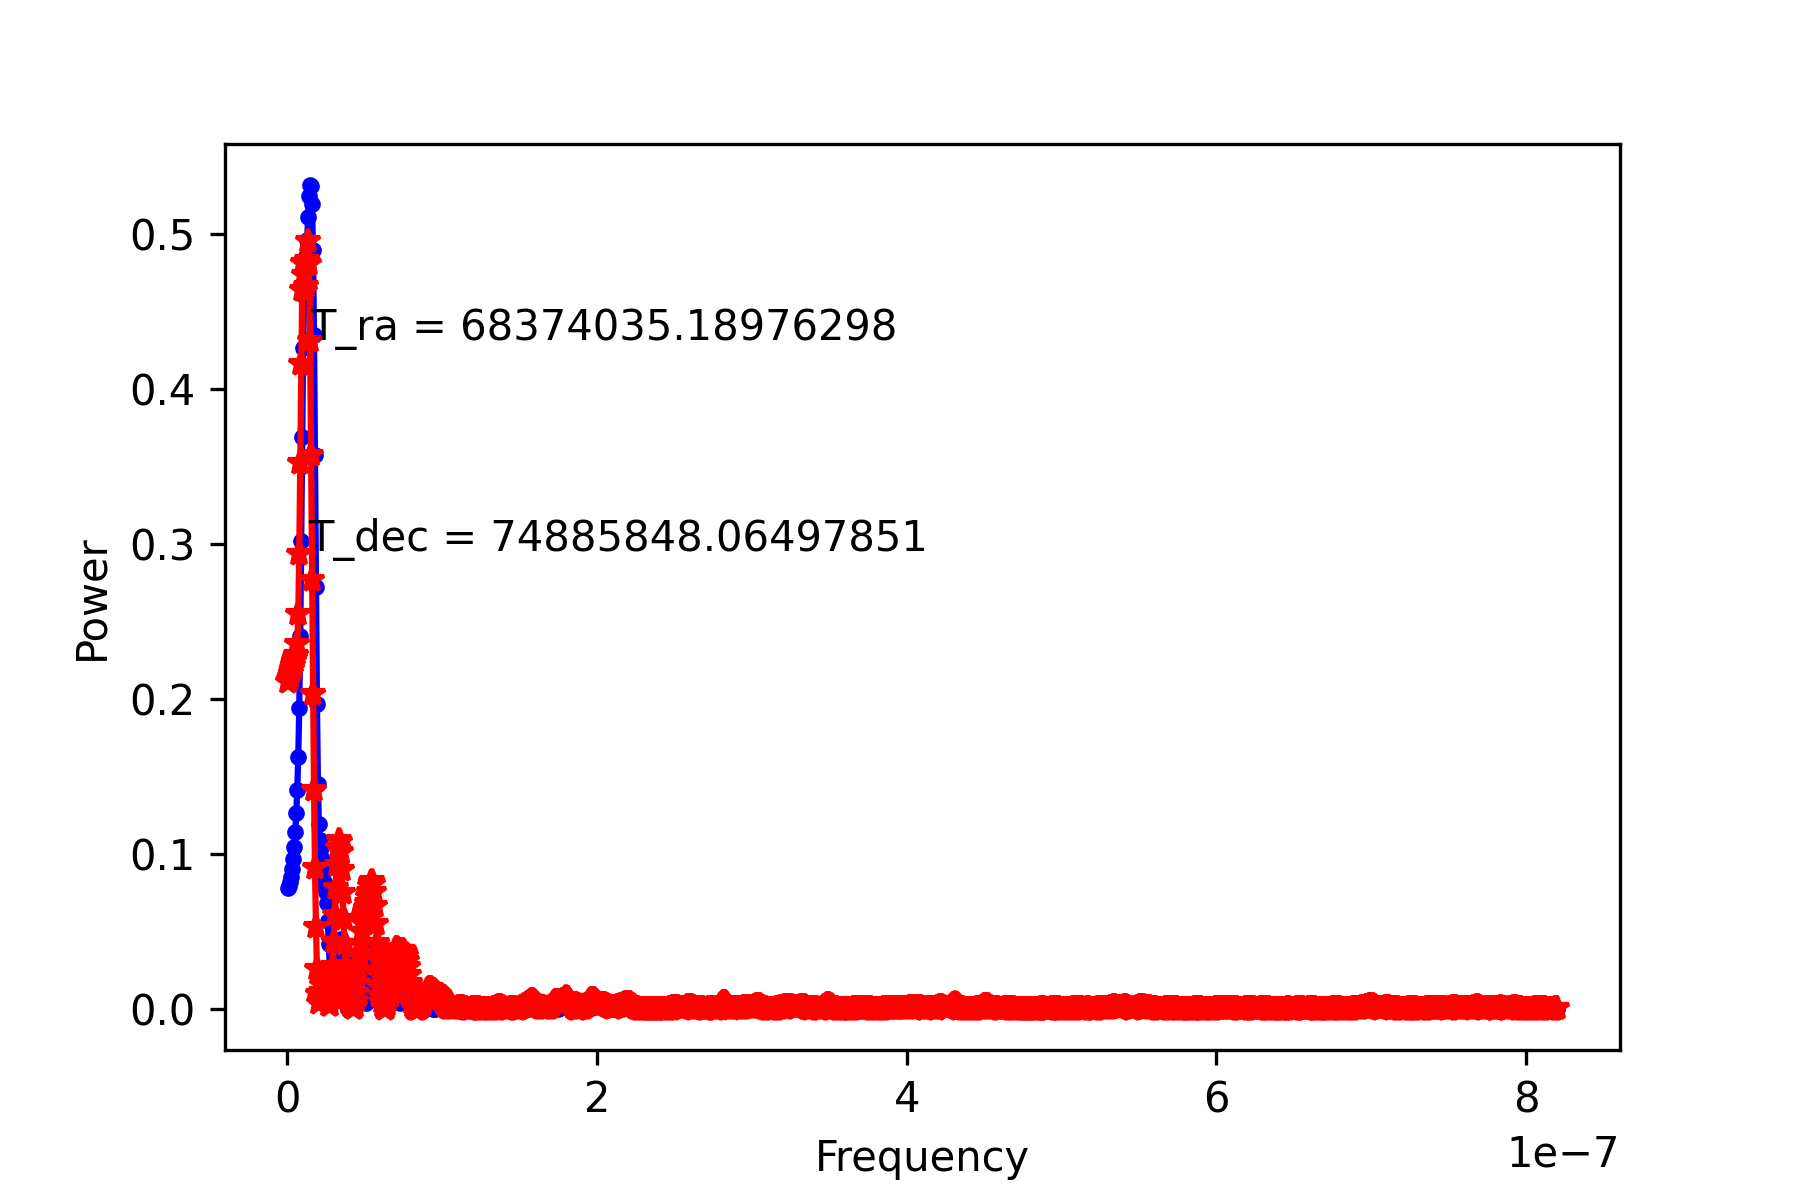 0.5
T_ra = 68374035.18976298
0.4
T_dec = 74885848.06497851
0.3
Power
0.2
0.1
0.0
0 2 4 6 8
1e−7
Frequency